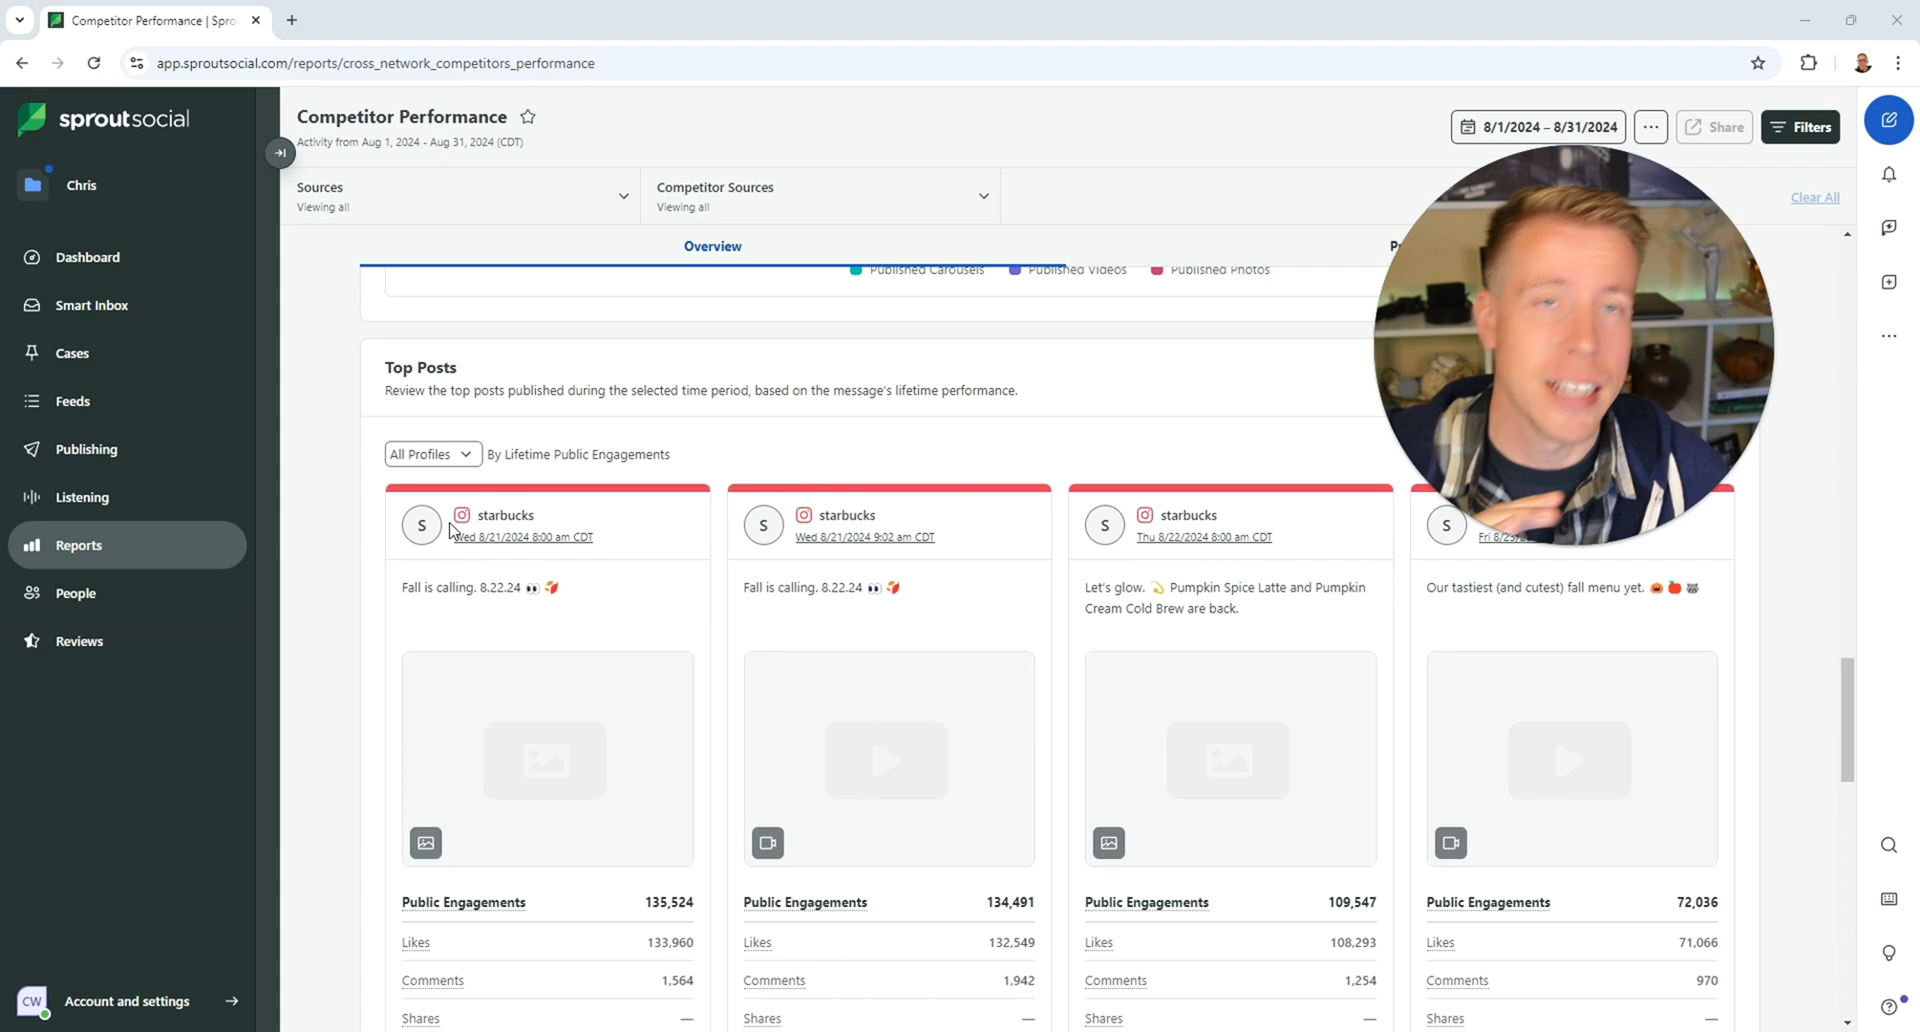 Competitor Performance | Spro
app.sproutsocial.com/reports/cross_network_competitors_performance
sproutsocial
Chris
Dashboard
Smart Inbox
Cases
Feeds
Publishing
Listening
Reports
People
Reviews
CW
Account and settings
Competitor Performance
Activity from Aug 1, 2024 - Aug 31, 2024 (CDT)
8/1/2024 – 8/31/2024
Share
Filters
Sources
Viewing all
Competitor Sources
Viewing all
Clear All
Overview
Published Carousels Published Videos Published Photos
Top Posts
Review the top posts published during the selected time period, based on the message's lifetime performance.
All Profiles By Lifetime Public Engagements
S
starbucks
Wed 8/21/2024 8:00 am CDT
Fall is calling. 8.22.24 👀 🍂
Public Engagements 135,524
Likes 133,960
Comments 1,564
Shares —
S
starbucks
Wed 8/21/2024 9:02 am CDT
Fall is calling. 8.22.24 👀 🍂
Public Engagements 134,491
Likes 132,549
Comments 1,942
Shares —
S
starbucks
Thu 8/22/2024 8:00 am CDT
Let's glow. 💫 Pumpkin Spice Latte and Pumpkin
Cream Cold Brew are back.
Public Engagements 109,547
Likes 108,293
Comments 1,254
Shares —
S
Fri
Our tastiest (and cutest) fall menu yet. 🎃 🍎 🦝
Public Engagements 72,036
Likes 71,066
Comments 970
Shares —